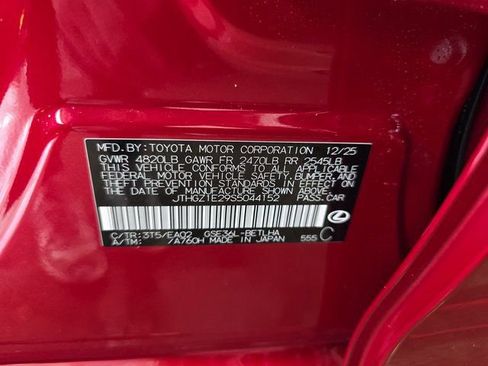 MFD.BY:TOYOTA MOTOR CORPORATION 12/25
GVWR 4820LB GAWR FR 2470LB RR 2545LB
THIS VEHICLE CONFORMS TO ALL APPLICABLE
FEDERAL MOTOR VEHICLE SAFETY, BUMPER, AND
THEFT PREVENTION STANDARDS IN EFFECT ON
THE DATE OF MANUFACTURE SHOWN ABOVE.
JTHGZ1E29S5044152 PASS.CAR
C/TR:3T5/EA02 GSE36L-BETLHA
A/TM: /A760H MADE IN JAPAN 555 C